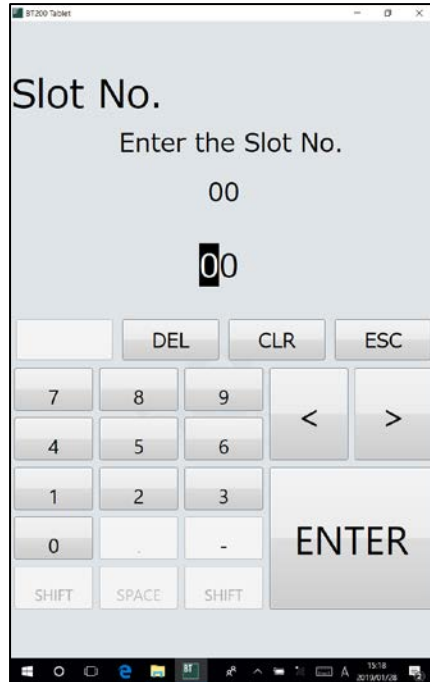 BT200 Tablet
Slot No.
Enter the Slot No.
00
00
DEL CLR ESC
7 8 9 < >
4 5 6
1 2 3 ENTER
0 . -
SHIFT SPACE SHIFT
BT A 15:18
2019/01/28